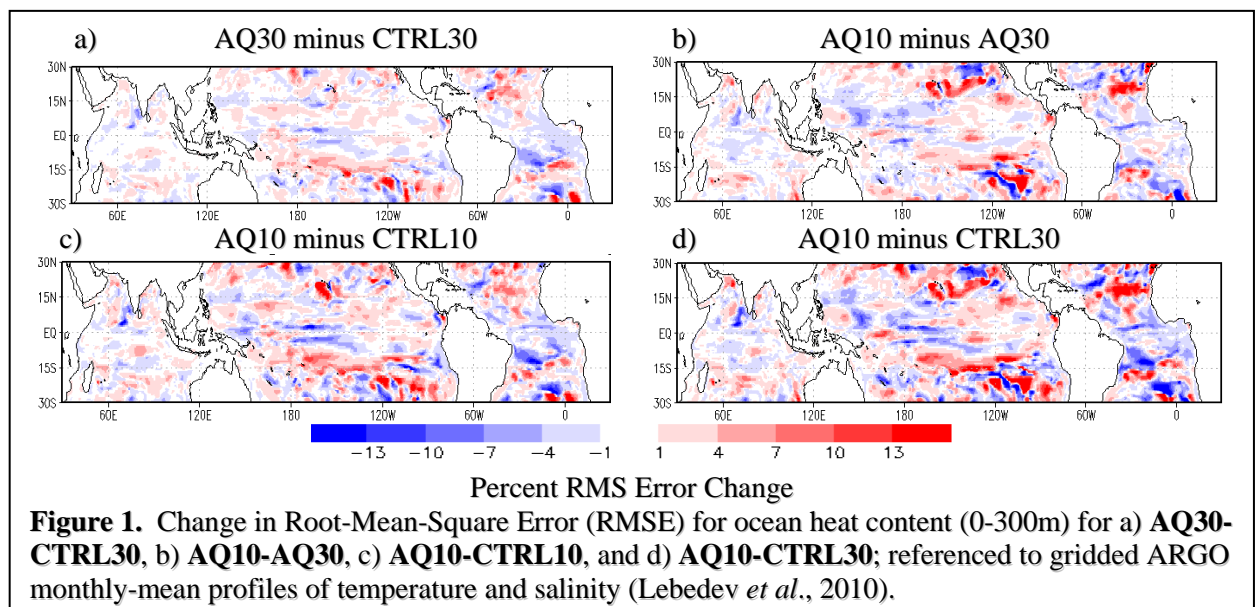 a) AQ30 minus CTRL30
b) AQ10 minus AQ30
30N
15N
EQ
15S
30S
60E 120E 180 120W 60W 0
30N
15N
EQ
15S
30S
60E 120E 180 120W 60W 0
c) AQ10 minus CTRL10
d) AQ10 minus CTRL30
30N
15N
EQ
15S
30S
60E 120E 180 120W 60W 0
30N
15N
EQ
15S
30S
60E 120E 180 120W 60W 0
−13 −10 −7 −4 −1 1 4 7 10 13
Percent RMS Error Change
Figure 1. Change in Root-Mean-Square Error (RMSE) for ocean heat content (0-300m) for a) AQ30-
CTRL30, b) AQ10-AQ30, c) AQ10-CTRL10, and d) AQ10-CTRL30; referenced to gridded ARGO
monthly-mean profiles of temperature and salinity (Lebedev et al., 2010).